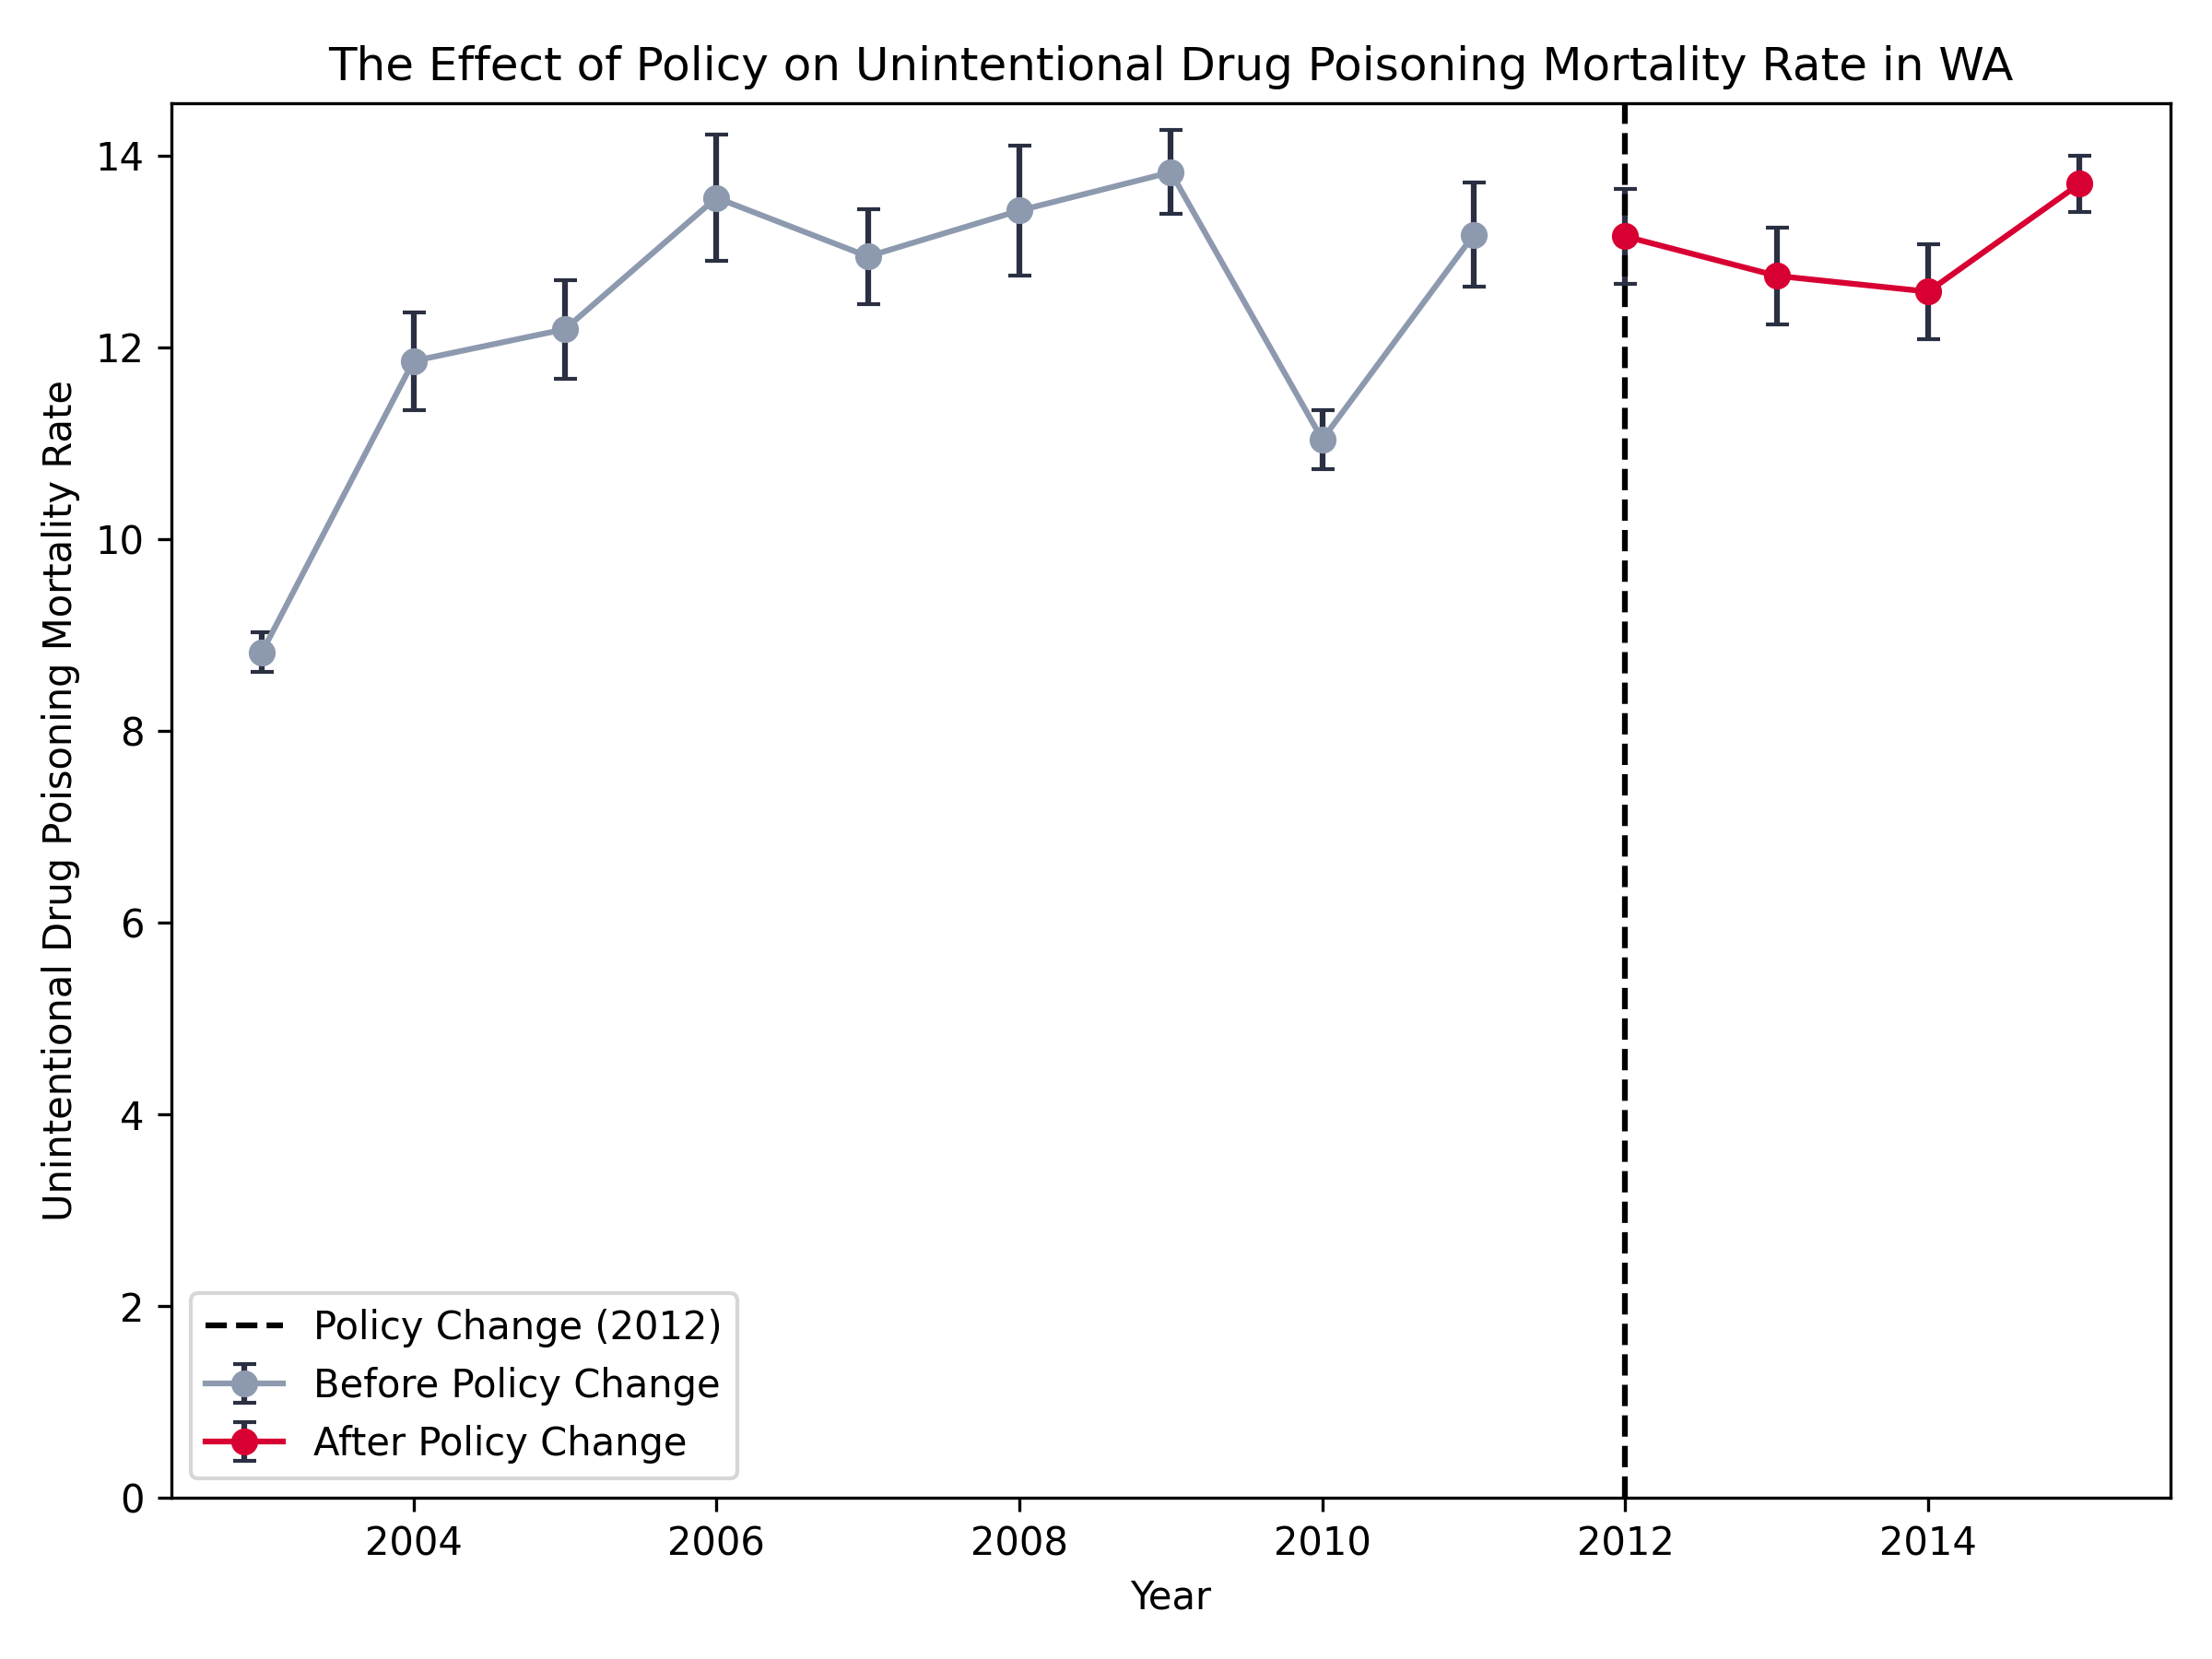 The Effect of Policy on Unintentional Drug Poisoning Mortality Rate in WA
Unintentional Drug Poisoning Mortality Rate
14
12
10
8
6
4
2
0
Policy Change (2012)
Before Policy Change
After Policy Change
2004 2006 2008 2010 2012 2014
Year